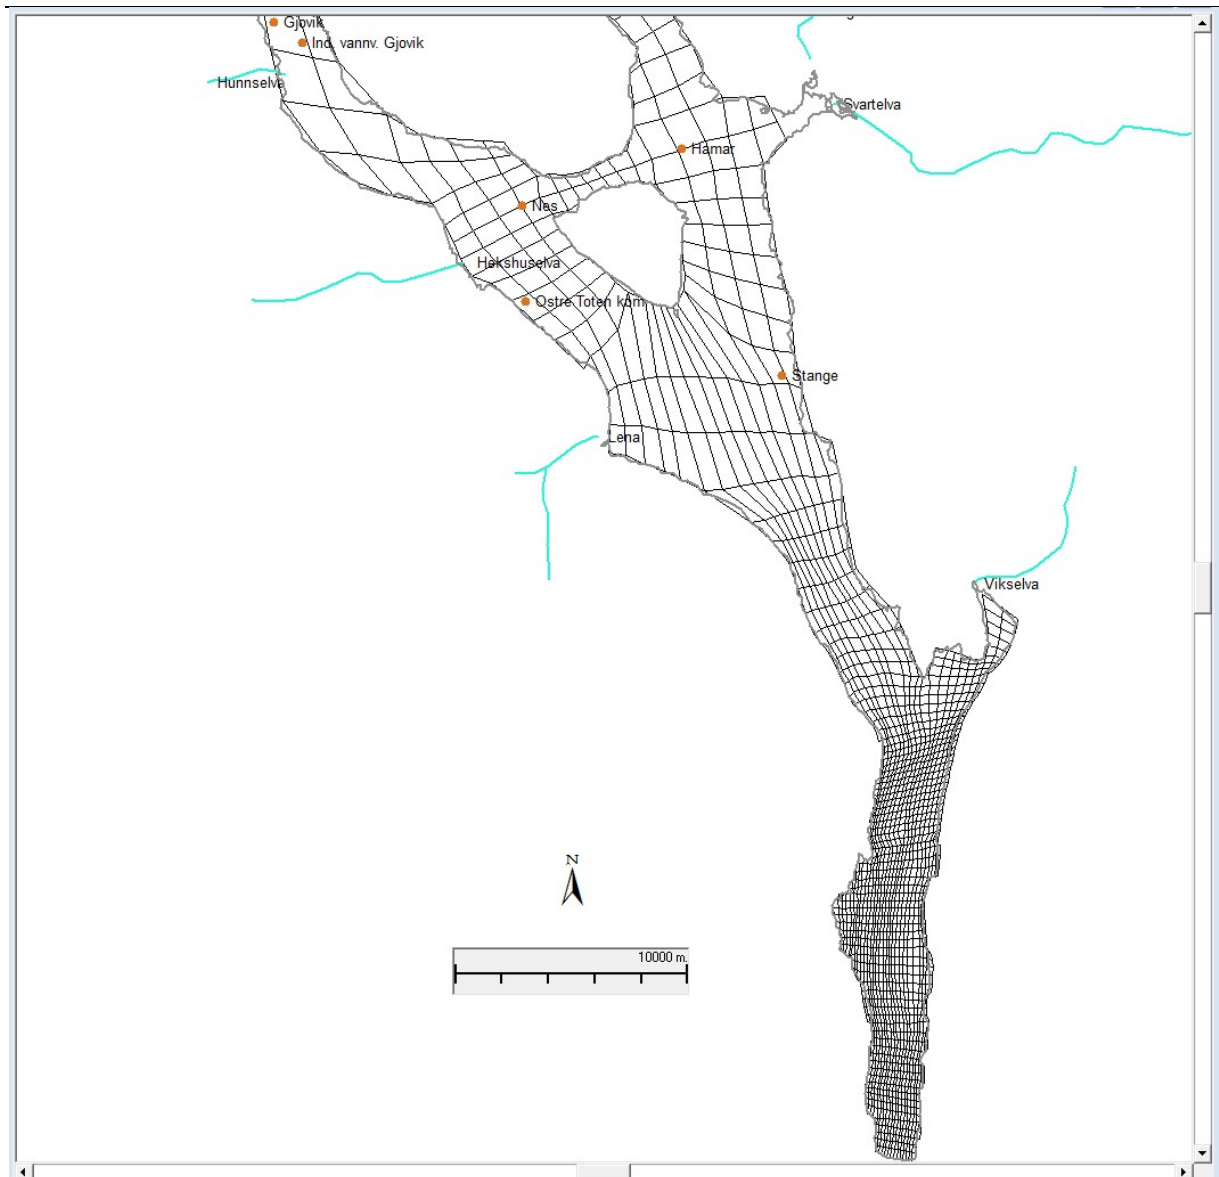 Gjovik
Ind. vannv. Gjovik
Hunnselva
Svartelva
Hamar
Nes
Hekshuselva
Ostre Toten kom
Stange
Lena
Vikselva
N
10000 m.